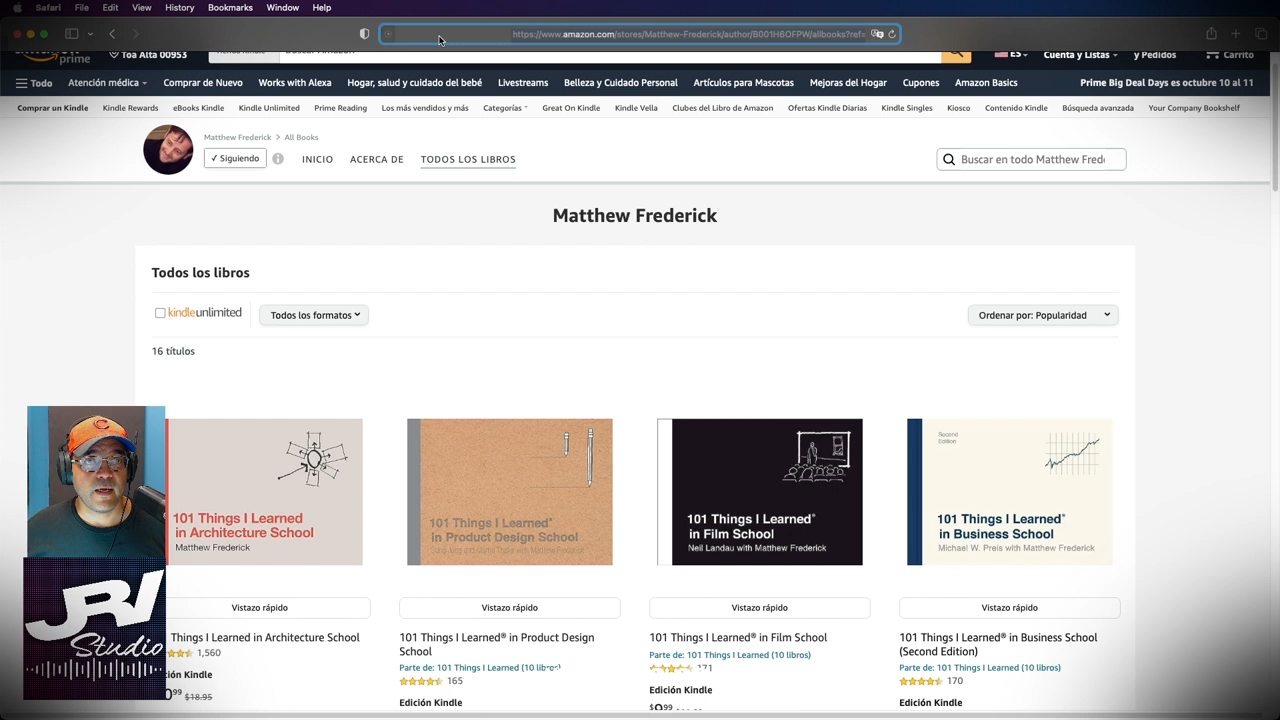 Safari File Edit View History Bookmarks Window Help
https://www.amazon.com/stores/Matthew-Frederick/author/B001H6OFPW/allbooks?ref=
prime
Toa Alta 00953
ES
Cuenta y Listas
y Pedidos
Carrito
Todo Atención médica Comprar de Nuevo Works with Alexa Hogar, salud y cuidado del bebé Livestreams Belleza y Cuidado Personal Artículos para Mascotas Mejoras del Hogar Cupones Amazon Basics Prime Big Deal Days es octubre 10 al 11
Comprar un Kindle Kindle Rewards eBooks Kindle Kindle Unlimited Prime Reading Los más vendidos y más Categorías Great On Kindle Kindle Vella Clubes del Libro de Amazon Ofertas Kindle Diarias Kindle Singles Kiosco Contenido Kindle Búsqueda avanzada Your Company Bookshelf
Matthew Frederick > All Books
✓ Siguiendo INICIO ACERCA DE TODOS LOS LIBROS
Buscar en todo Matthew Fred
Matthew Frederick
Todos los libros
kindleunlimited Todos los formatos Ordenar por: Popularidad
16 títulos
101 Things I Learned
in Architecture School
Matthew Frederick
101 Things I Learned®
in Product Design School
101 Things I Learned®
in Film School
Neil Landau with Matthew Frederick
Second
Edition
101 Things I Learned®
in Business School
Michael W. Preis with Matthew Frederick
JRV
Studio
Vistazo rápido Vistazo rápido Vistazo rápido Vistazo rápido
Things I Learned in Architecture School
1,560
$18.95
101 Things I Learned® in Product Design
School
Parte de: 101 Things I Learned (10 libros)
165
Edición Kindle
101 Things I Learned® in Film School
Parte de: 101 Things I Learned (10 libros)
171
Edición Kindle
101 Things I Learned® in Business School
(Second Edition)
Parte de: 101 Things I Learned (10 libros)
170
Edición Kindle